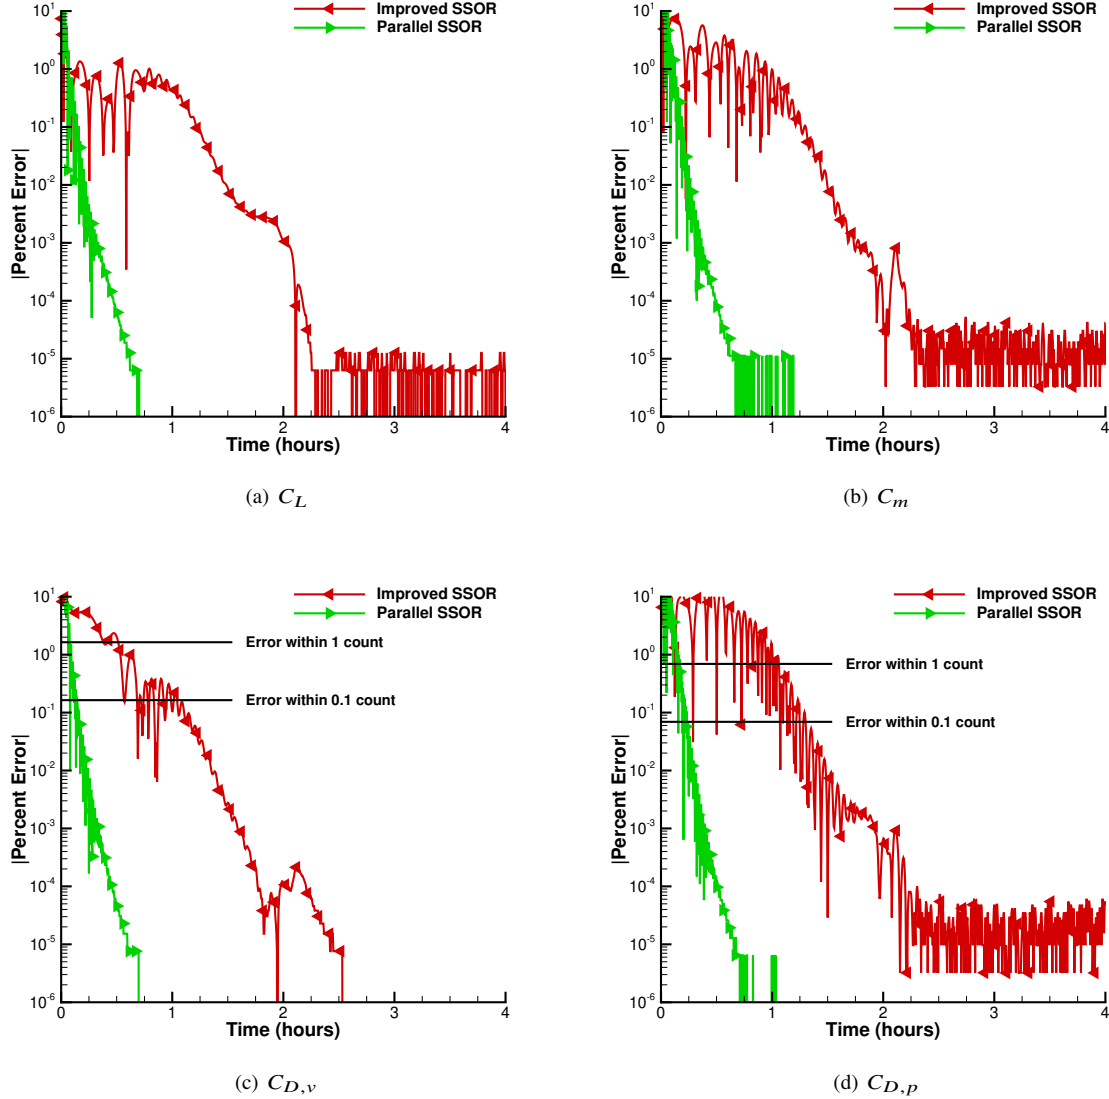 Improved SSOR
Parallel SSOR
|Percent Error|
10^1
10^0
10^-1
10^-2
10^-3
10^-4
10^-5
10^-6
0 1 2 3 4
Time (hours)
(a) C_L
Improved SSOR
Parallel SSOR
|Percent Error|
10^1
10^0
10^-1
10^-2
10^-3
10^-4
10^-5
10^-6
0 1 2 3 4
Time (hours)
(b) C_m
Improved SSOR
Parallel SSOR
Error within 1 count
Error within 0.1 count
|Percent Error|
10^1
10^0
10^-1
10^-2
10^-3
10^-4
10^-5
10^-6
0 1 2 3 4
Time (hours)
(c) C_{D,v}
Improved SSOR
Parallel SSOR
Error within 1 count
Error within 0.1 count
|Percent Error|
10^1
10^0
10^-1
10^-2
10^-3
10^-4
10^-5
10^-6
0 1 2 3 4
Time (hours)
(d) C_{D,p}